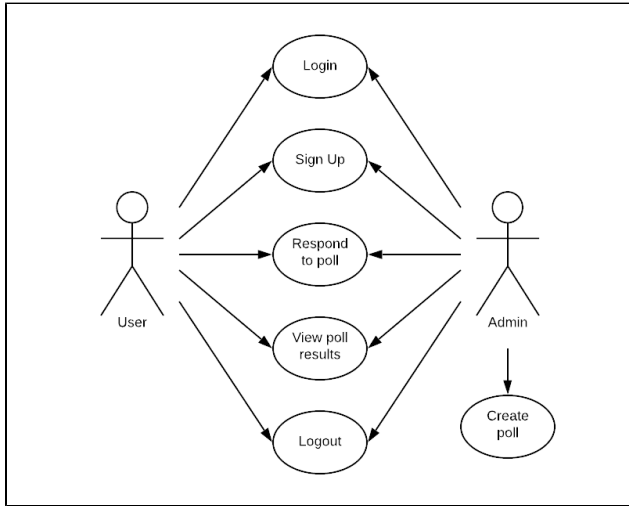 Login
Sign Up
Respond
to poll
User
Admin
View poll
results
Create
poll
Logout